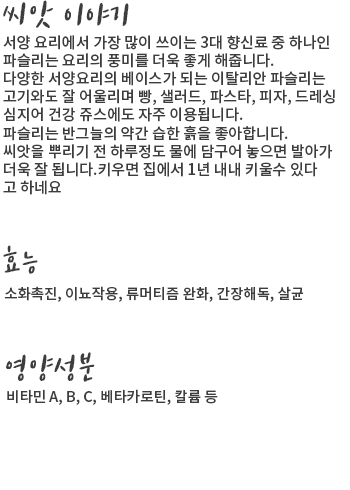 씨앗 이야기
서양 요리에서 가장 많이 쓰이는 3대 향신료 중 하나인
파슬리는 요리의 풍미를 더욱 좋게 해줍니다.
다양한 서양요리의 베이스가 되는 이탈리안 파슬리는
고기와도 잘 어울리며 빵, 샐러드, 파스타, 피자, 드레싱
심지어 건강 쥬스에도 자주 이용됩니다.
파슬리는 반그늘의 약간 습한 흙을 좋아합니다.
씨앗을 뿌리기 전 하루정도 물에 담구어 놓으면 발아가
더욱 잘 됩니다.키우면 집에서 1년 내내 키울수 있다
고 하네요
효능
소화촉진, 이뇨작용, 류머티즘 완화, 간장해독, 살균
영양성분
비타민 A, B, C, 베타카로틴, 칼륨 등